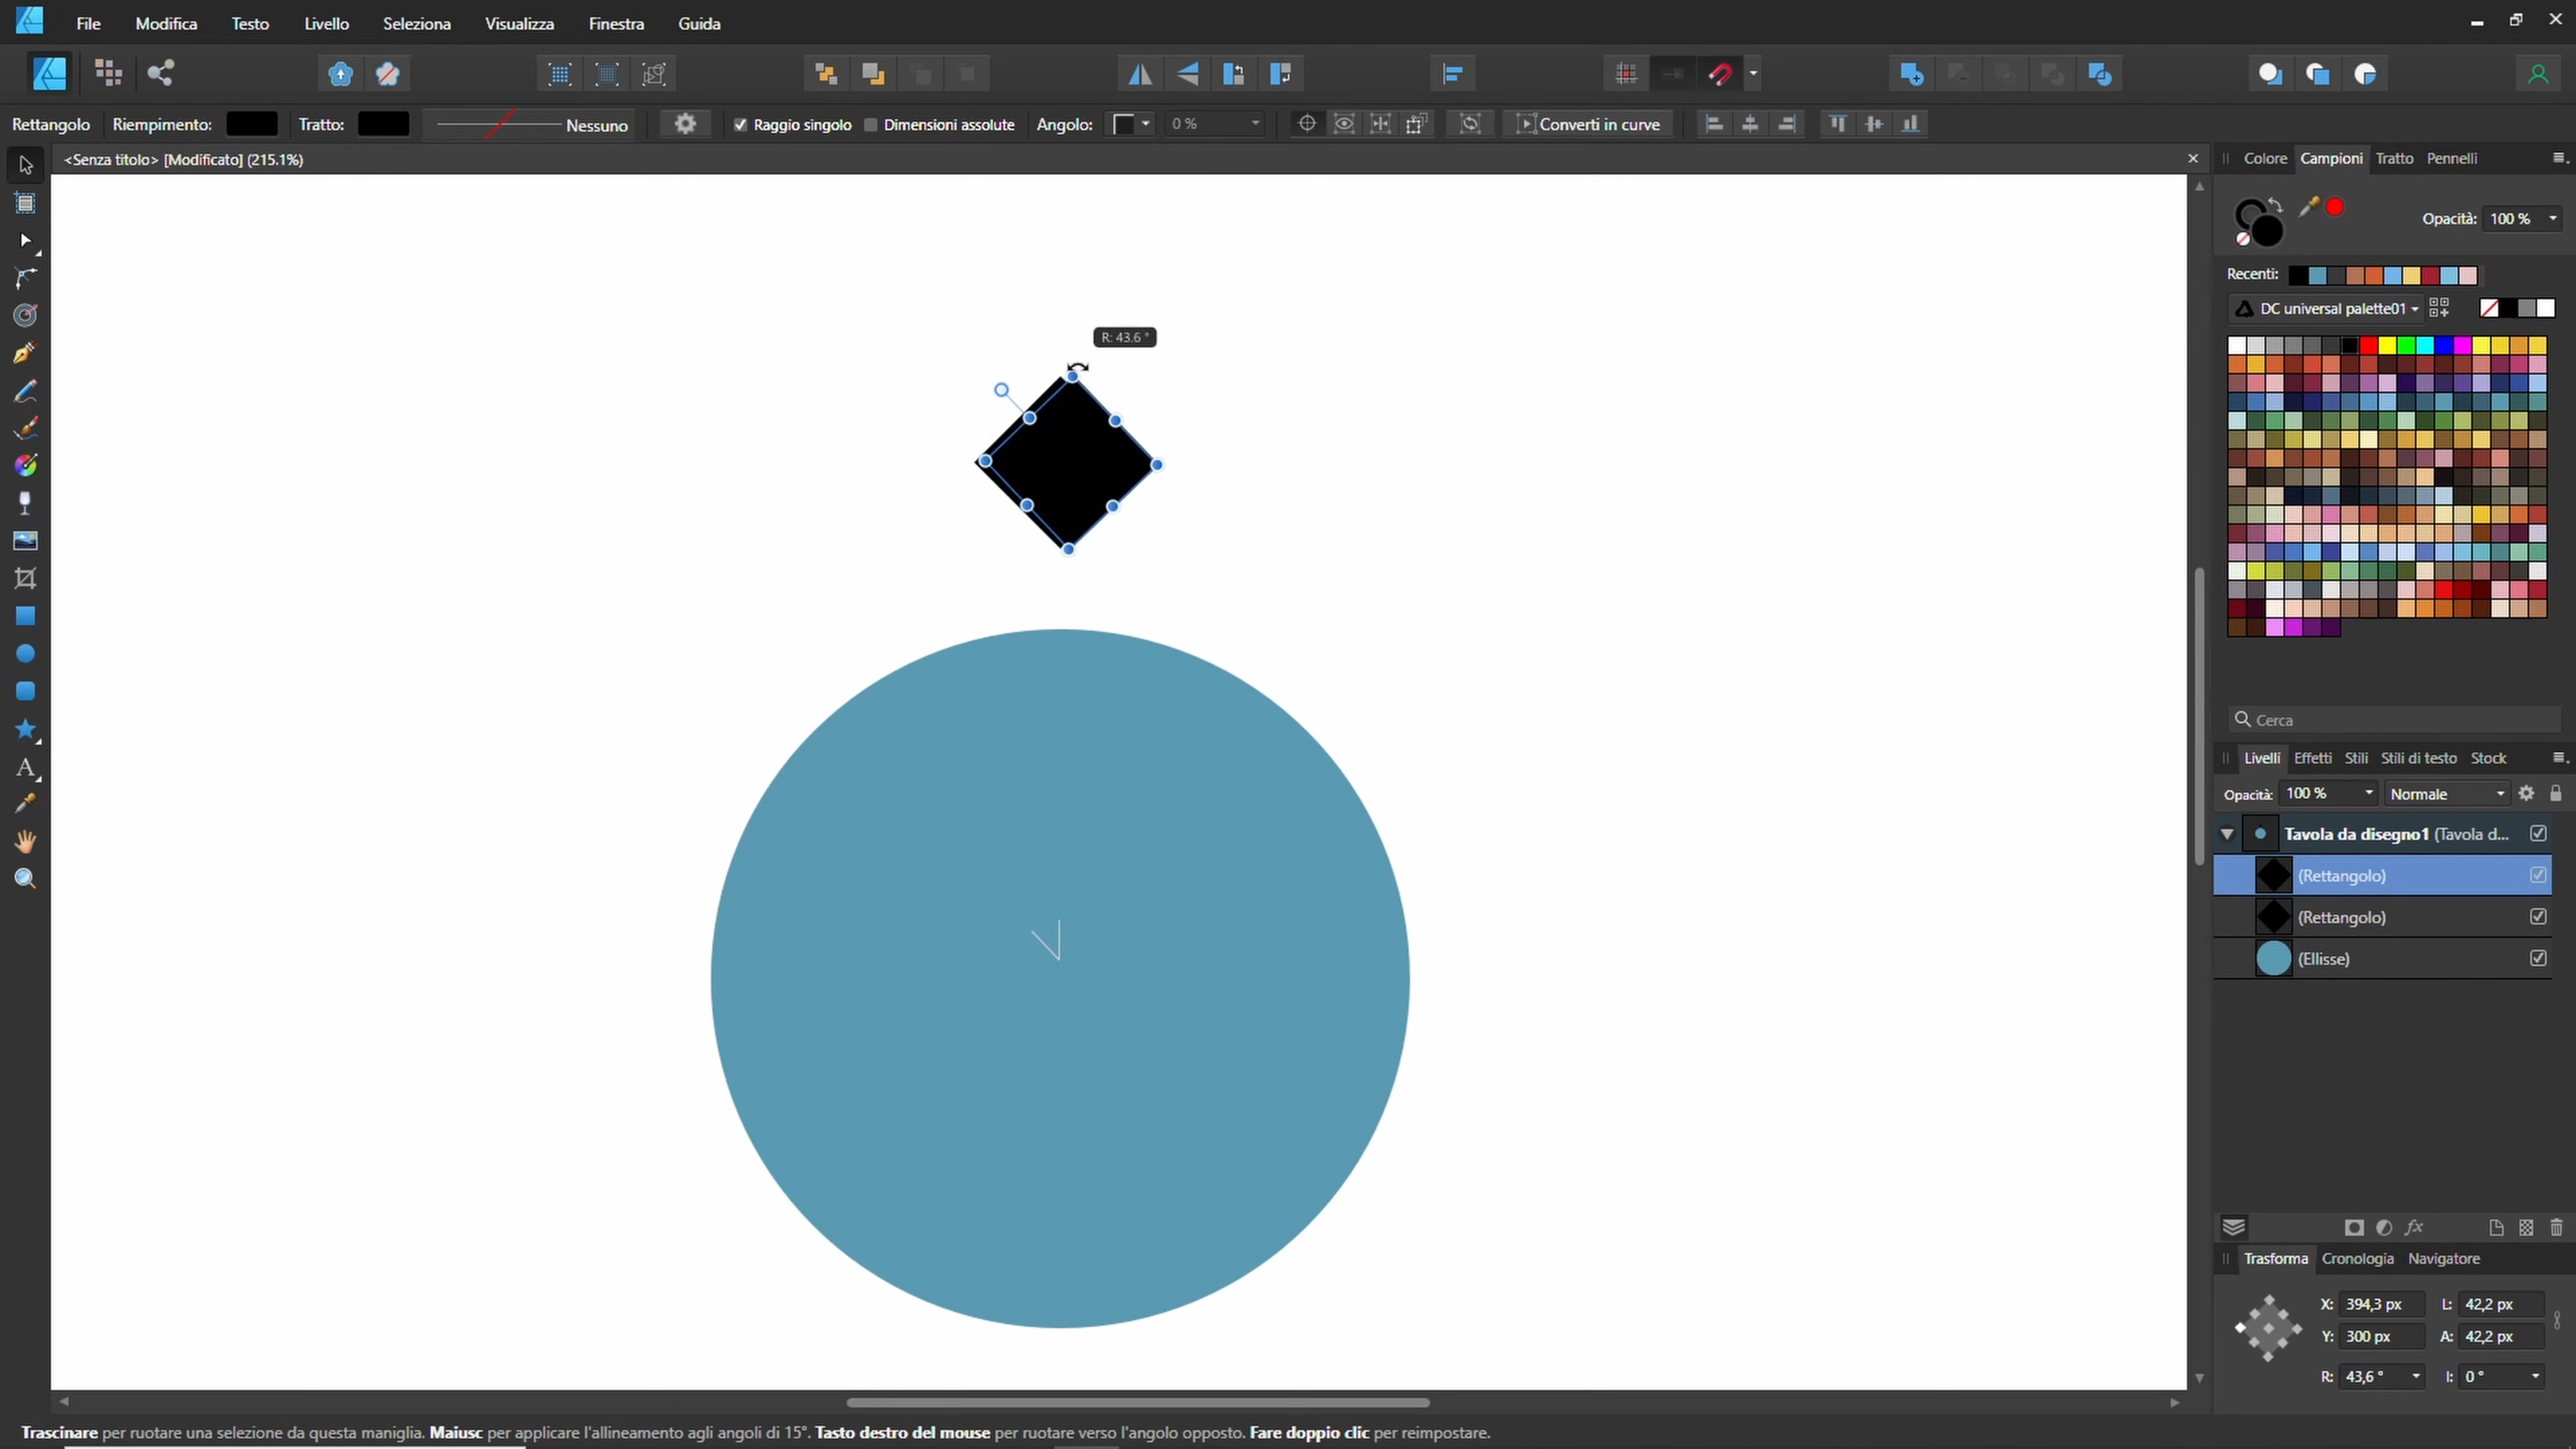 File Modifica Testo Livello Seleziona Visualizza Finestra Guida
Rettangolo Riempimento: Tratto: Nessuno Raggio singolo Dimensioni assolute Angolo: 0 % Converti in curve
<Senza titolo> [Modificato] (215.1%)
Colore Campioni Tratto Pennelli
Opacità: 100 %
Recenti:
DC universal palette01
R: 43.6 °
Cerca
Livelli Effetti Stili Stili di testo Stock
Opacità: 100 % Normale
Tavola da disegno1 (Tavola d...
(Rettangolo)
(Rettangolo)
(Ellisse)
fx
Trasforma Cronologia Navigatore
X: 394,3 px L: 42,2 px
Y: 300 px A: 42,2 px
R: 43,6 ° I: 0 °
Trascinare per ruotare una selezione da questa maniglia. Maiusc per applicare l'allineamento agli angoli di 15°. Tasto destro del mouse per ruotare verso l'angolo opposto. Fare doppio clic per reimpostare.